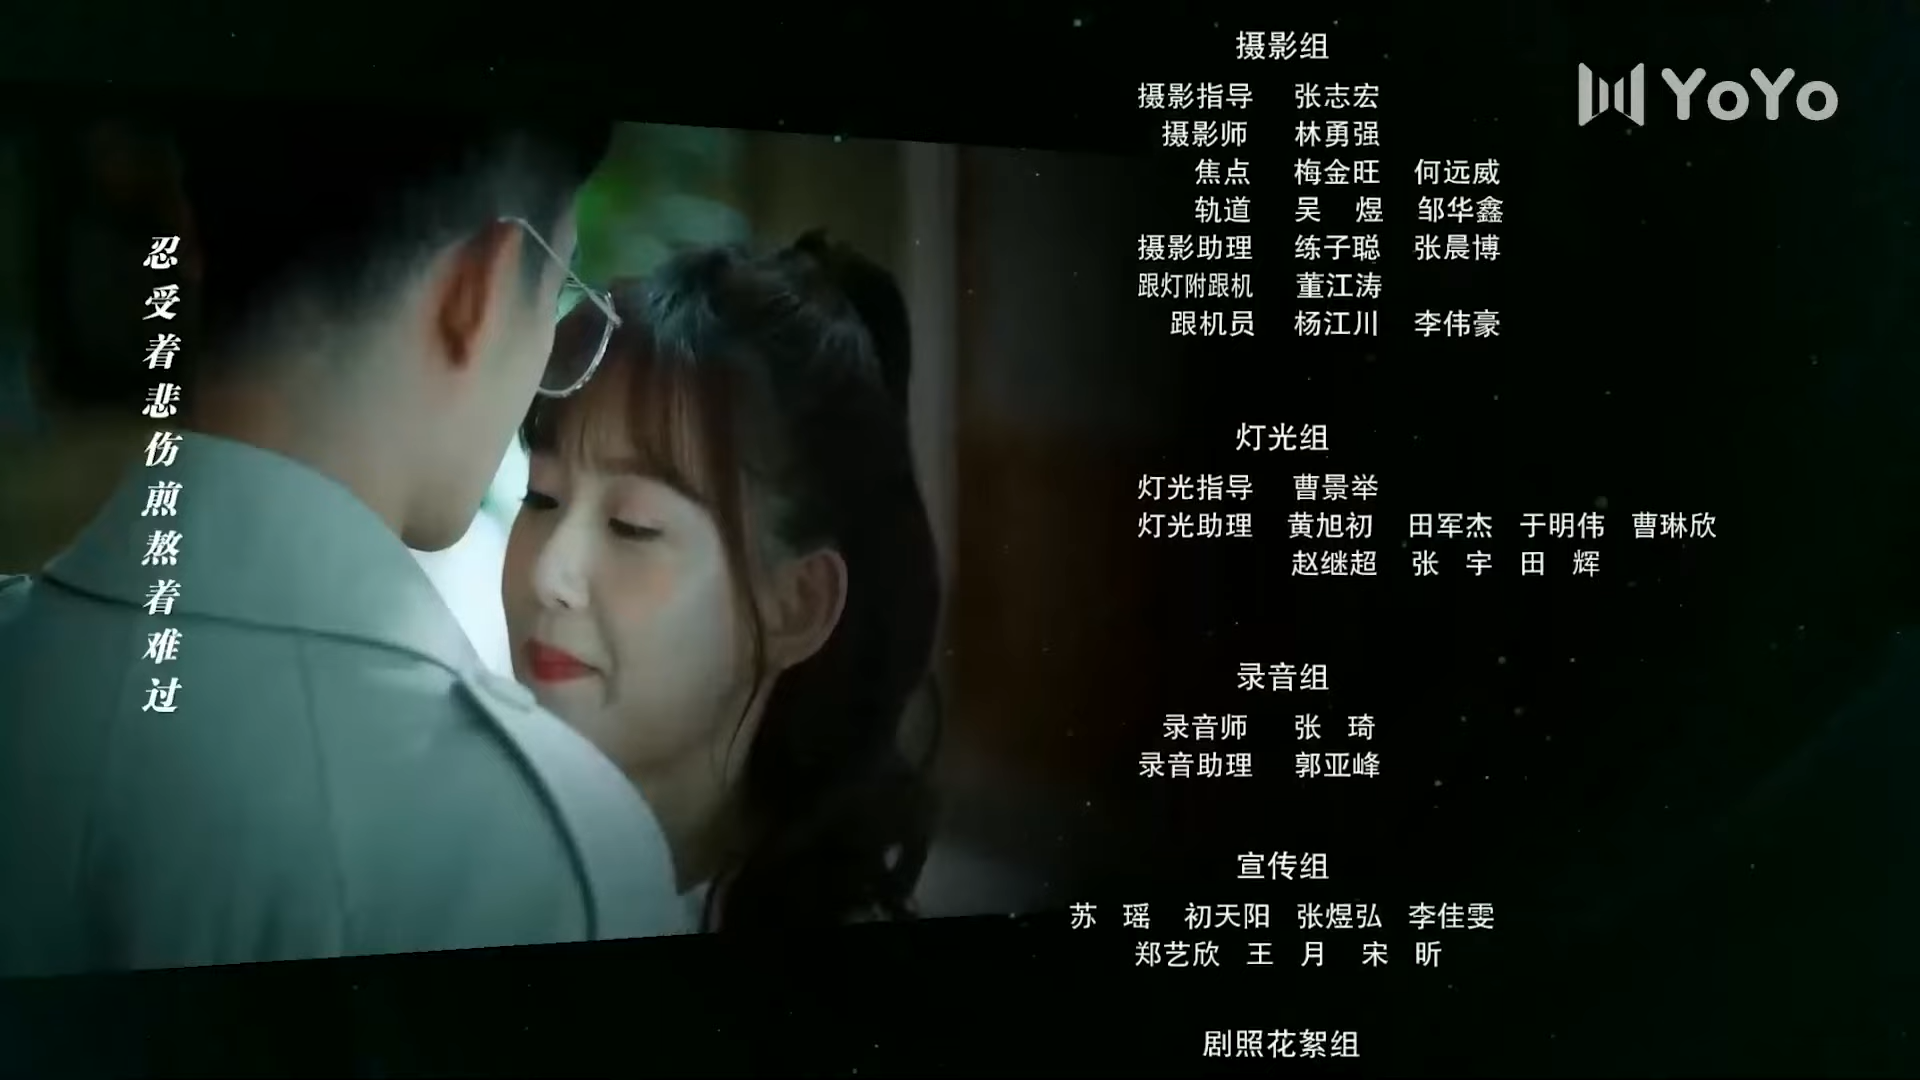 忍受着悲伤煎熬着难过
摄影组
YoYo
摄影指导 张志宏
摄影师 林勇强
焦点 梅金旺 何远威
轨道 吴 煜 邹华鑫
摄影助理 练子聪 张晨博
跟灯附跟机 董江涛
跟机员 杨江川 李伟豪
灯光组
灯光指导 曹景举
灯光助理 黄旭初 田军杰 于明伟 曹琳欣
赵继超 张 宇 田 辉
录音组
录音师 张 琦
录音助理 郭亚峰
宣传组
苏 瑶 初天阳 张煜弘 李佳雯
郑艺欣 王 月 宋 昕
剧照花絮组